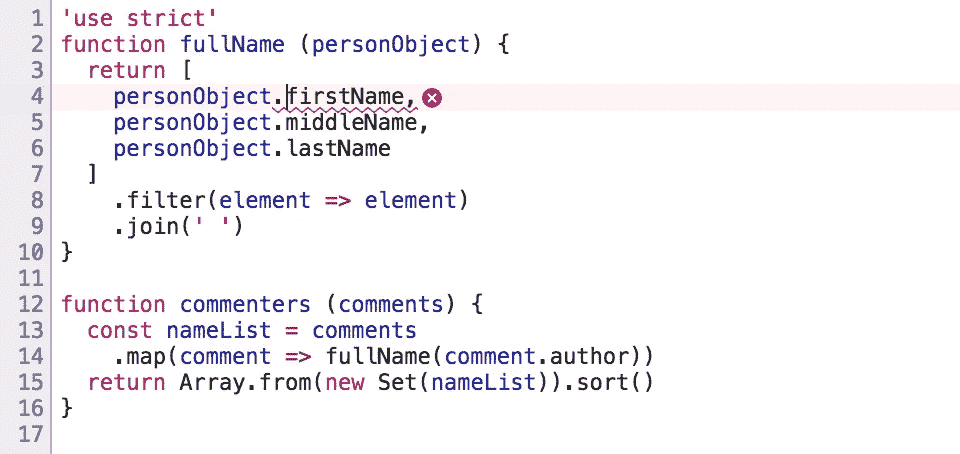 1 'use strict'
2 function fullName (personObject) {
3   return [
4     personObject.firstName,
5     personObject.middleName,
6     personObject.lastName
7   ]
8     .filter(element => element)
9     .join(' ')
10 }
11
12 function commenters (comments) {
13   const nameList = comments
14     .map(comment => fullName(comment.author))
15   return Array.from(new Set(nameList)).sort()
16 }
17